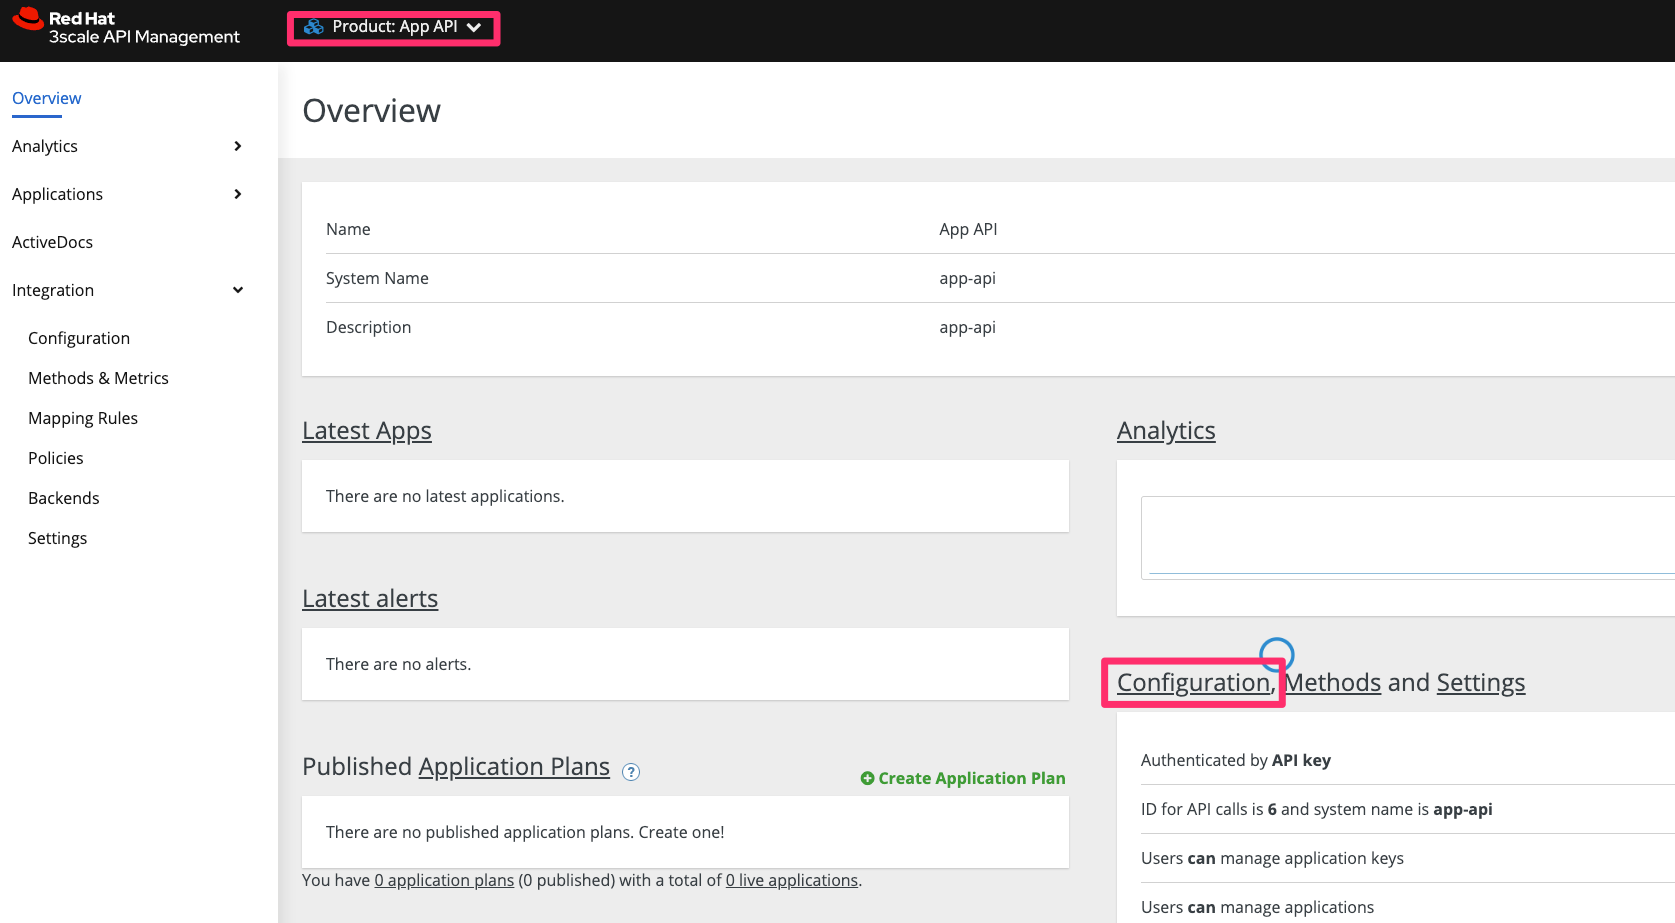 Red Hat
3scale API Management
Product: App API
Overview
Analytics
Applications
ActiveDocs
Integration
Configuration
Methods & Metrics
Mapping Rules
Policies
Backends
Settings
Overview
Name App API
System Name app-api
Description app-api
Latest Apps
There are no latest applications.
Latest alerts
There are no alerts.
Published Application Plans ?
Create Application Plan
There are no published application plans. Create one!
You have 0 application plans (0 published) with a total of 0 live applications.
Analytics
Configuration, Methods and Settings
Authenticated by API key
ID for API calls is 6 and system name is app-api
Users can manage application keys
Users can manage applications